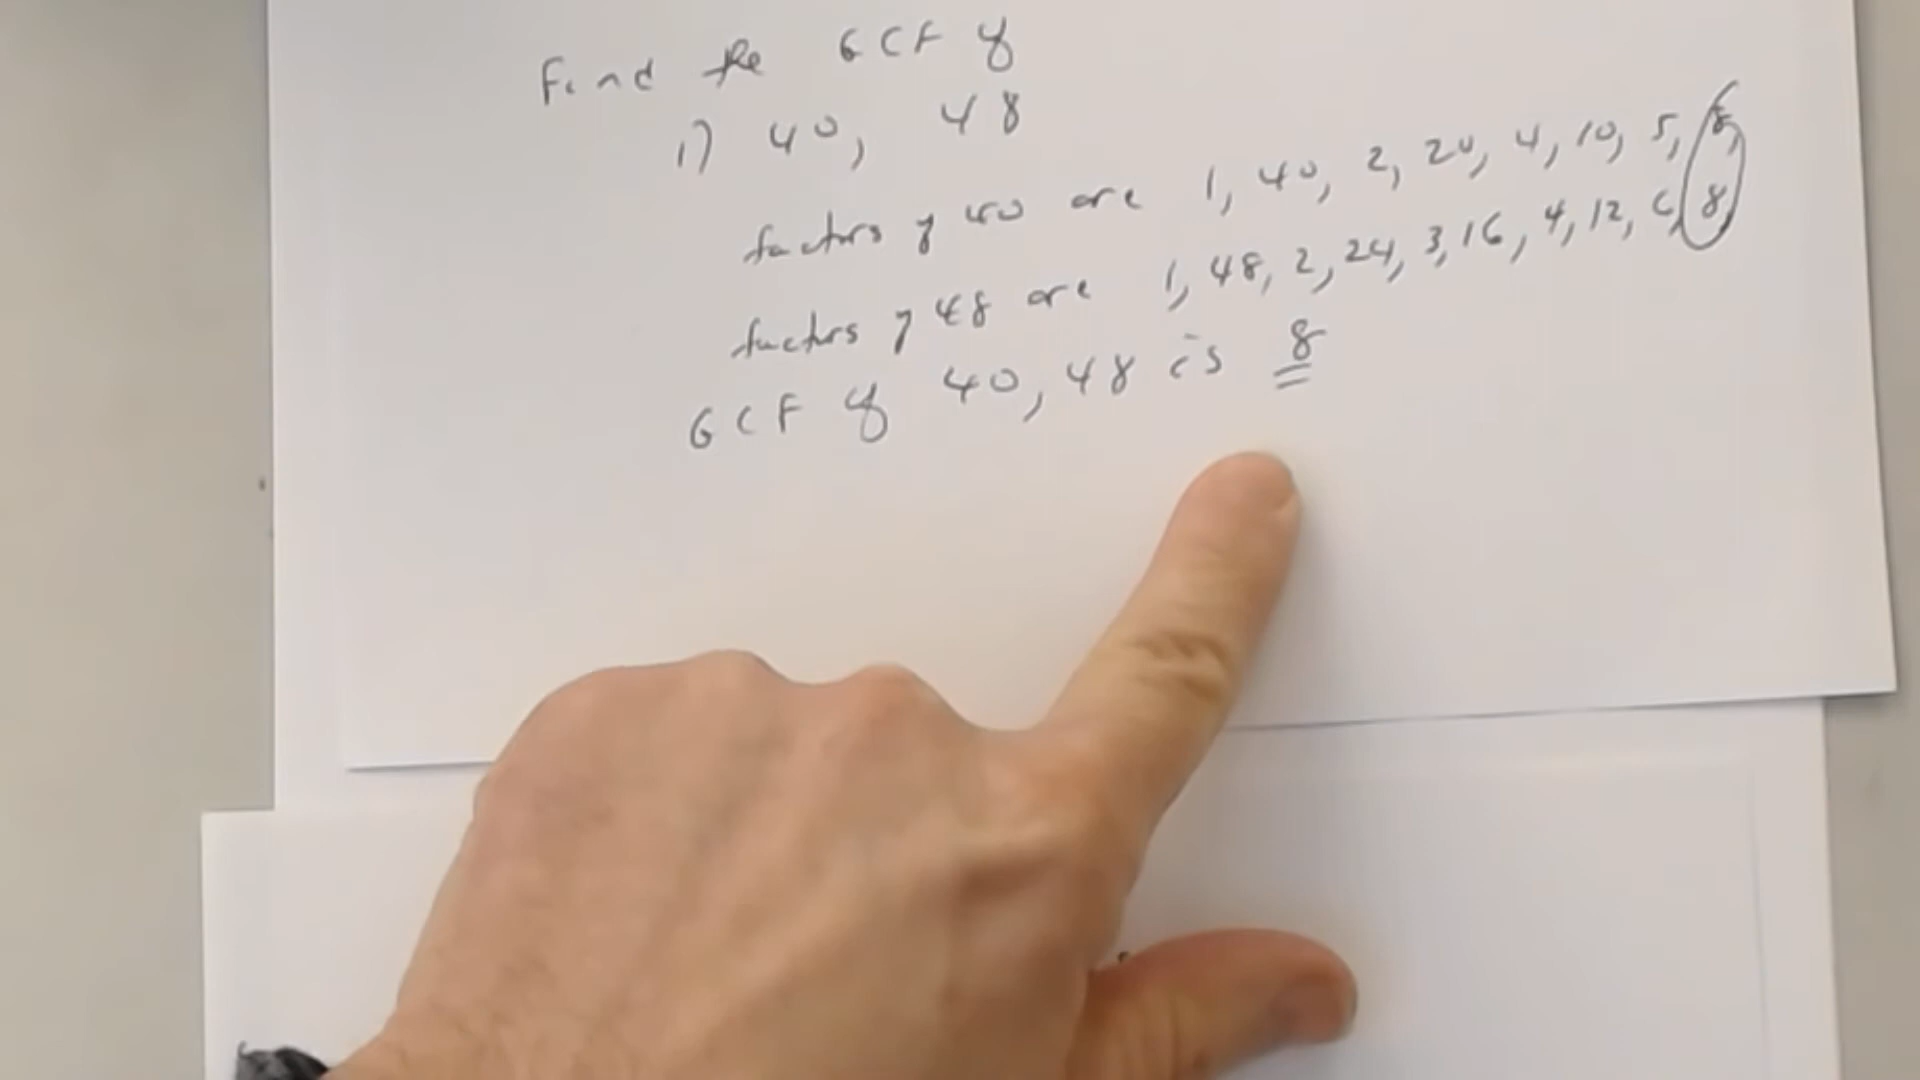 Find the GCF of
1) 40, 48
factors of 40 are 1, 40, 2, 20, 4, 10, 5, 8,
factors of 48 are 1, 48, 2, 24, 3, 16, 4, 12, 6, 8,
GCF of 40, 48 is 8